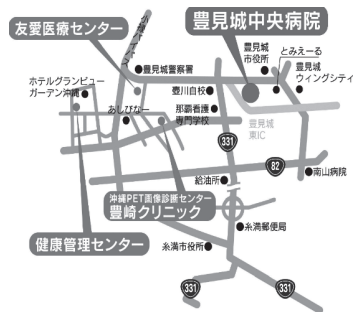 友愛医療センター
豊見城中央病院
豊見城警察署
豊見城
市役所
とみえーる
豊見城
ウィングシティ
ホテルグランビュー
ガーデン沖縄
あしびなー
壺川自校
那覇看護
専門学校
豊見城
東IC
331
82
給油所
南山病院
沖縄PET画像診断センター
豊崎クリニック
健康管理センター
糸満郵便局
糸満市役所
331
331